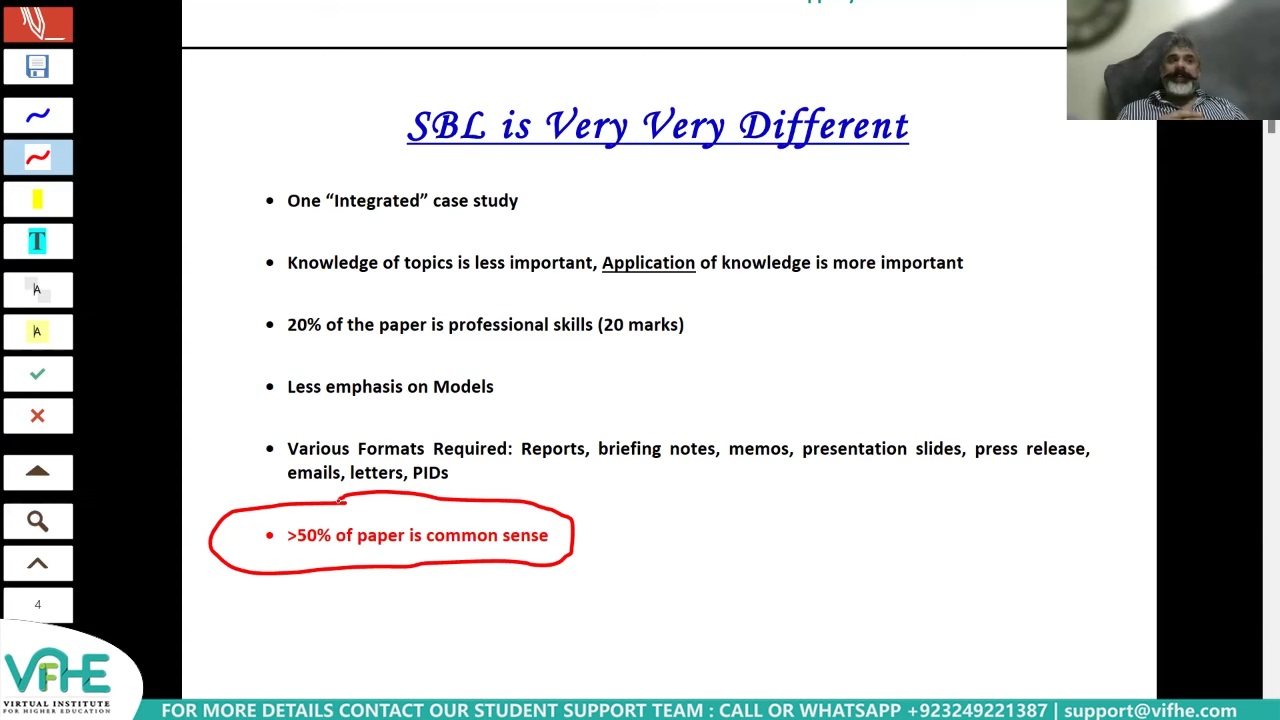 SBL is Very Very Different
• One “Integrated” case study
• Knowledge of topics is less important, Application of knowledge is more important
• 20% of the paper is professional skills (20 marks)
• Less emphasis on Models
• Various Formats Required: Reports, briefing notes, memos, presentation slides, press release,
emails, letters, PIDs
• >50% of paper is common sense
T
A
A
4
VFHE
VIRTUAL INSTITUTE
FOR HIGHER EDUCATION
FOR MORE DETAILS CONTACT OUR STUDENT SUPPORT TEAM : CALL OR WHATSAPP +923249221387 | support@vifhe.com